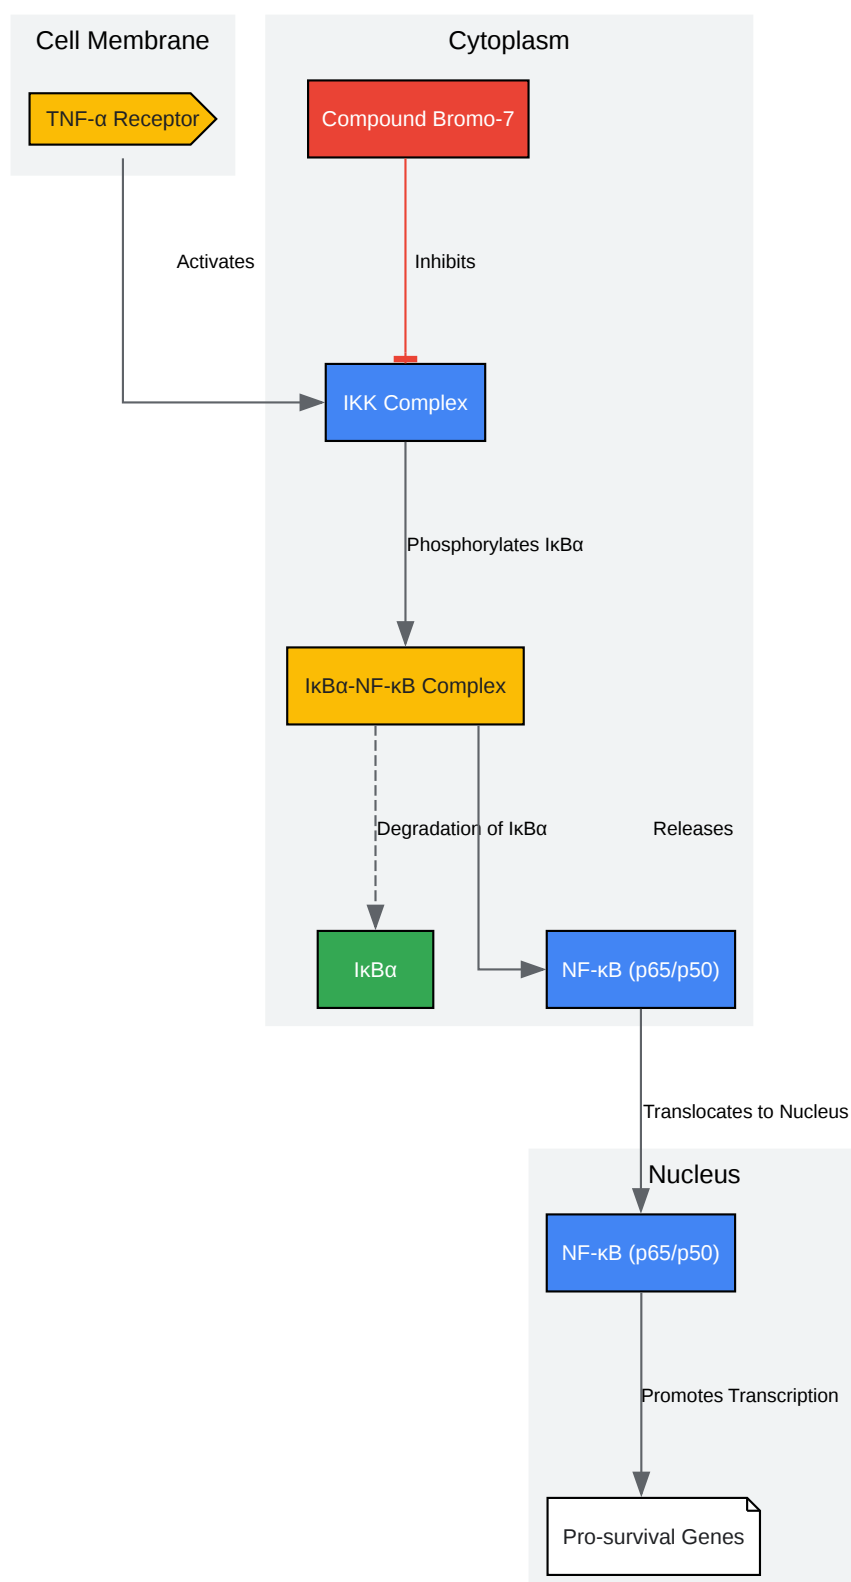 Cell Membrane
Cytoplasm
TNF-α Receptor
Compound Bromo-7
Activates
Inhibits
IKK Complex
Phosphorylates IκBα
IκBα-NF-κB Complex
Degradation of IκBα
Releases
IκBα
NF-κB (p65/p50)
Translocates to Nucleus
Nucleus
NF-κB (p65/p50)
Promotes Transcription
Pro-survival Genes